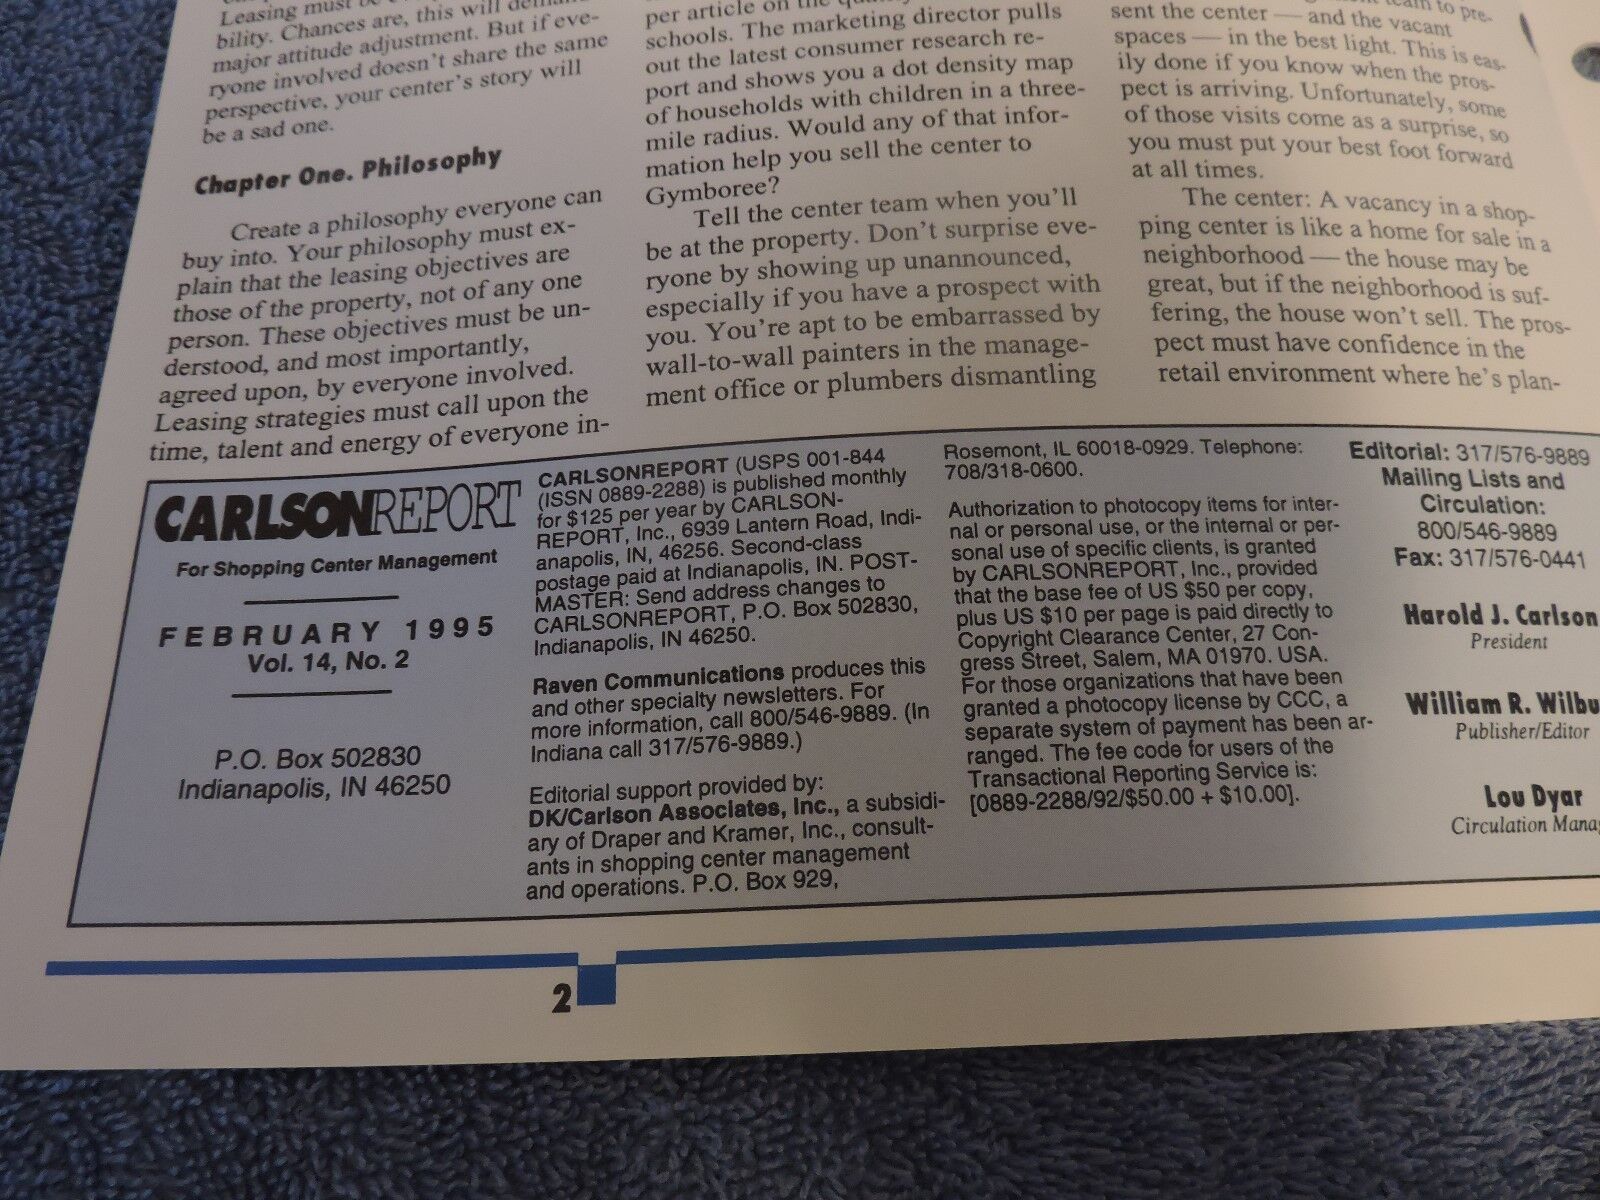 Leasing must be
bility. Chances are, this will demand
major attitude adjustment. But if eve-
ryone involved doesn't share the same
perspective, your center's story will
be a sad one.
Chapter One. Philosophy
Create a philosophy everyone can
buy into. Your philosophy must ex-
plain that the leasing objectives are
those of the property, not of any one
person. These objectives must be un-
derstood, and most importantly,
agreed upon, by everyone involved.
Leasing strategies must call upon the
time, talent and energy of everyone in-
per article on the
schools. The marketing director pulls
out the latest consumer research re-
port and shows you a dot density map
of households with children in a three-
mile radius. Would any of that infor-
mation help you sell the center to
Gymboree?
Tell the center team when you'll
be at the property. Don't surprise eve-
ryone by showing up unannounced,
especially if you have a prospect with
you. You're apt to be embarrassed by
wall-to-wall painters in the manage-
ment office or plumbers dismantling
team to pre-
sent the center — and the vacant
spaces — in the best light. This is eas-
ily done if you know when the pros-
pect is arriving. Unfortunately, some
of those visits come as a surprise, so
you must put your best foot forward
at all times.
The center: A vacancy in a shop-
ping center is like a home for sale in a
neighborhood — the house may be
great, but if the neighborhood is suf-
fering, the house won't sell. The pros-
pect must have confidence in the
retail environment where he's plan-
CARLSONREPORT
For Shopping Center Management
FEBRUARY 1995
Vol. 14, No. 2
P.O. Box 502830
Indianapolis, IN 46250
CARLSONREPORT (USPS 001-844
(ISSN 0889-2288) is published monthly
for $125 per year by CARLSON-
REPORT, Inc., 6939 Lantern Road, Indi-
anapolis, IN, 46256. Second-class
postage paid at Indianapolis, IN. POST-
MASTER: Send address changes to
CARLSONREPORT, P.O. Box 502830,
Indianapolis, IN 46250.
Raven Communications produces this
and other specialty newsletters. For
more information, call 800/546-9889. (In
Indiana call 317/576-9889.)
Editorial support provided by:
DK/Carlson Associates, Inc., a subsidi-
ary of Draper and Kramer, Inc., consult-
ants in shopping center management
and operations. P.O. Box 929,
Rosemont, IL 60018-0929. Telephone:
708/318-0600.
Authorization to photocopy items for inter-
nal or personal use, or the internal or per-
sonal use of specific clients, is granted
by CARLSONREPORT, Inc., provided
that the base fee of US $50 per copy,
plus US $10 per page is paid directly to
Copyright Clearance Center, 27 Con-
gress Street, Salem, MA 01970. USA.
For those organizations that have been
granted a photocopy license by CCC, a
separate system of payment has been ar-
ranged. The fee code for users of the
Transactional Reporting Service is:
[0889-2288/92/$50.00 + $10.00].
Editorial: 317/576-9889
Mailing Lists and
Circulation:
800/546-9889
Fax: 317/576-0441
Harold J. Carlson
President
William R. Wilbu
Publisher/Editor
Lou Dyar
Circulation Mana
2